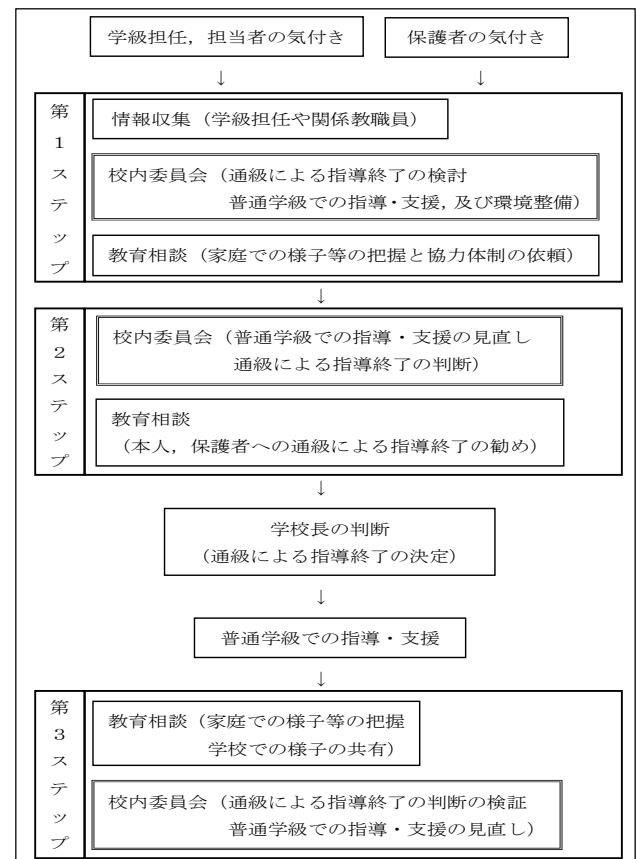 学級担任，担当者の気付き
保護者の気付き
↓
↓
第1ステップ
情報収集（学級担任や関係教職員）
校内委員会（通級による指導終了の検討
普通学級での指導・支援，及び環境整備）
教育相談（家庭での様子等の把握と協力体制の依頼）
↓
第2ステップ
校内委員会（普通学級での指導・支援の見直し
通級による指導終了の判断）
教育相談
（本人，保護者への通級による指導終了の勧め）
↓
学校長の判断
（通級による指導終了の決定）
↓
普通学級での指導・支援
↓
第3ステップ
教育相談（家庭での様子等の把握
学校での様子の共有）
校内委員会（通級による指導終了の判断の検証
普通学級での指導・支援の見直し）